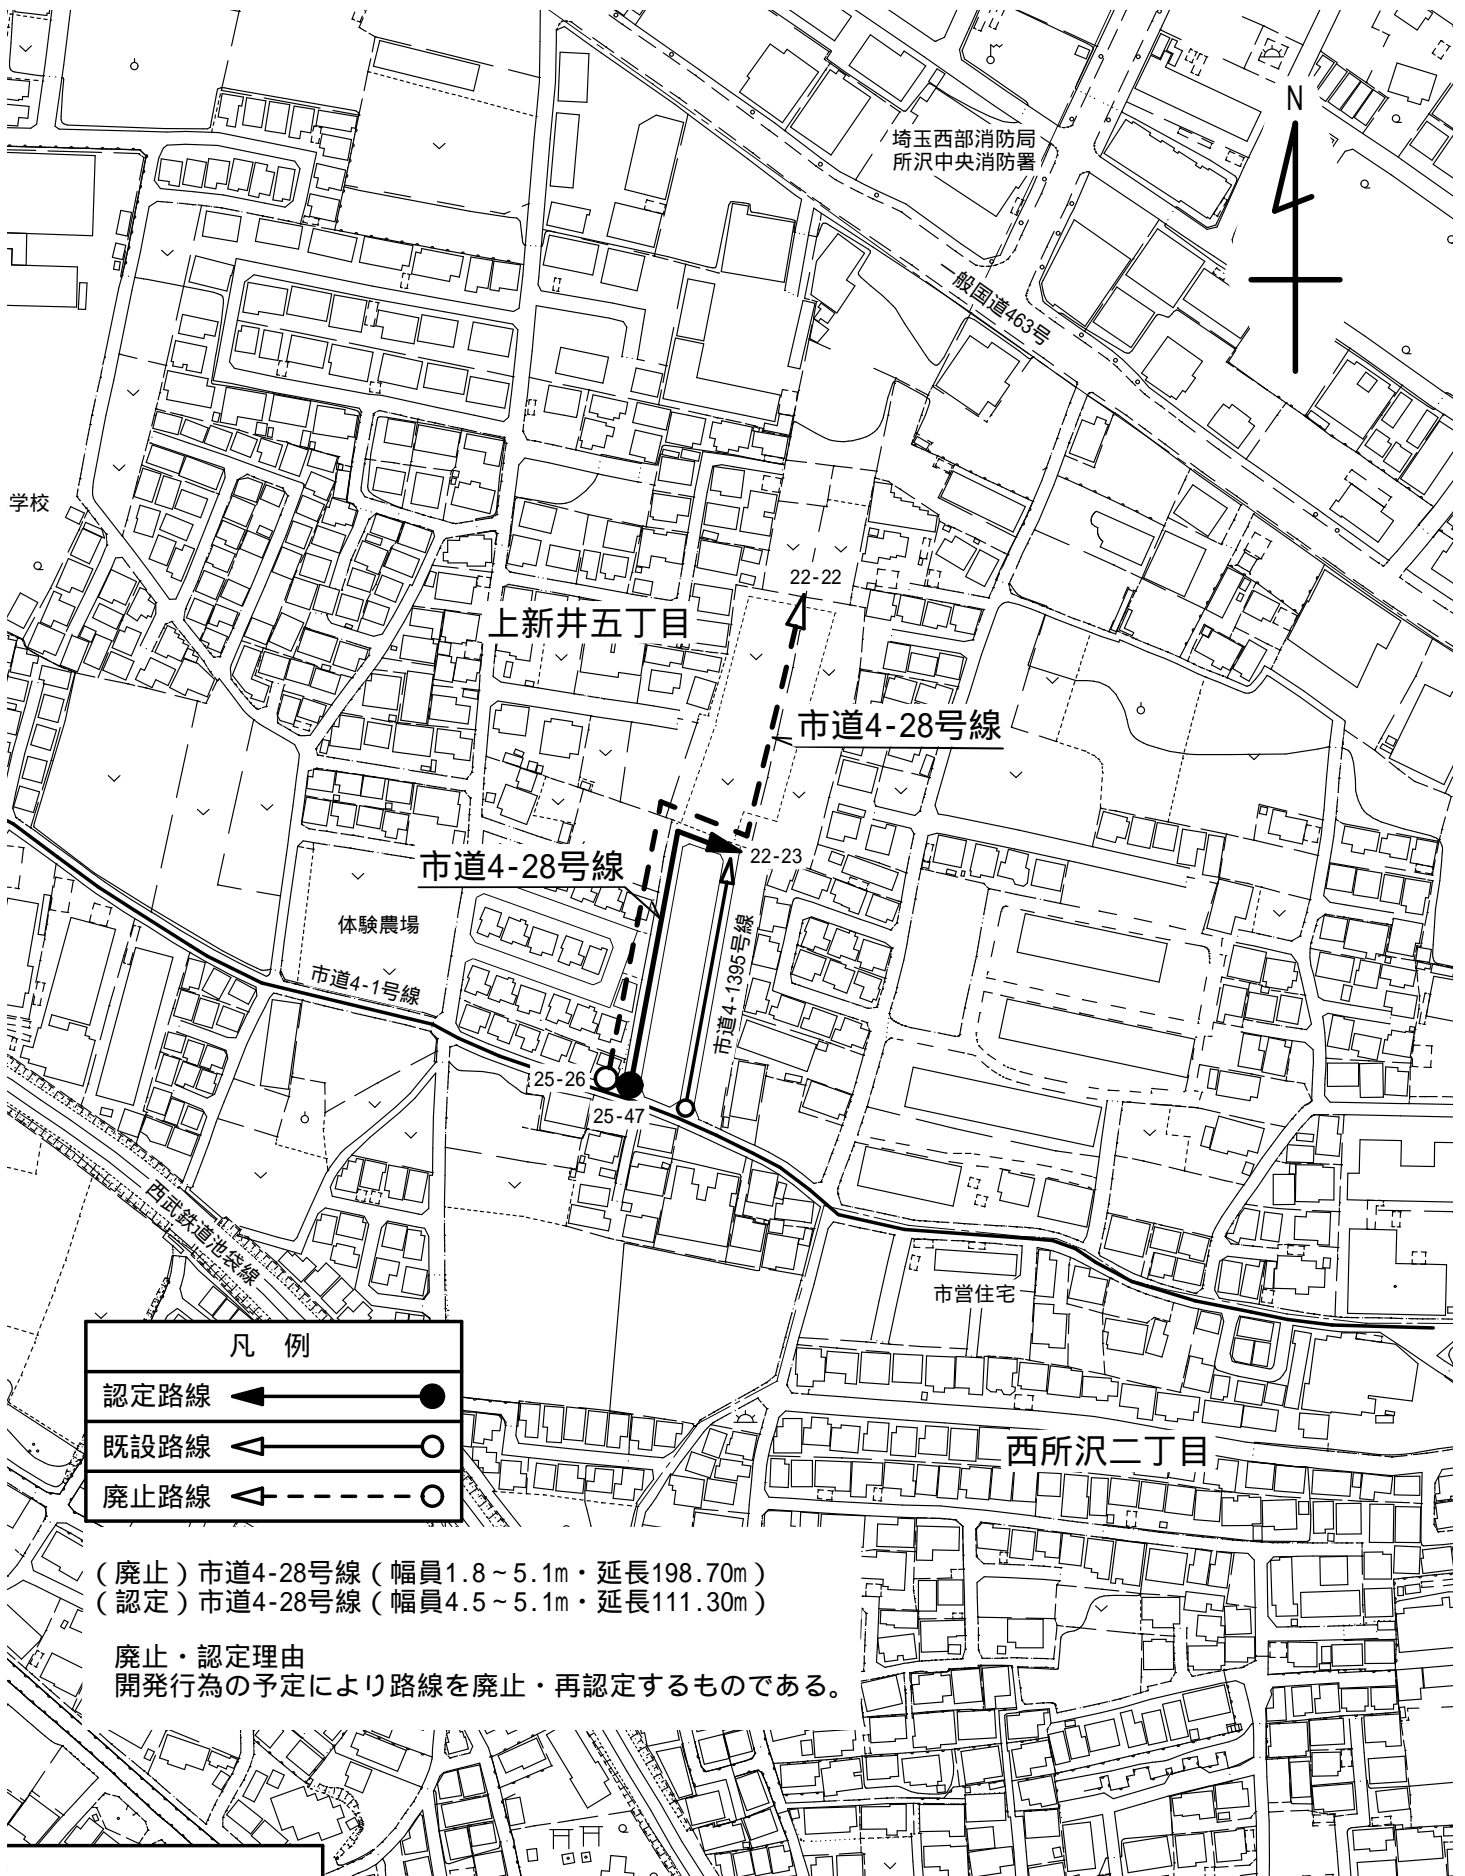 N
埼玉西部消防局
所沢中央消防署
一般国道463号
学校
22-22
上新井五丁目
市道4-28号線
22-23
市道4-28号線
体験農場
市道4-1395号線
市道4-1号線
25-26
25-47
西武鉄道池袋線
市営住宅
凡 例
認定路線
既設路線
廃止路線
西所沢二丁目
(廃止)市道4-28号線(幅員1.8~5.1m・延長198.70m)
(認定)市道4-28号線(幅員4.5~5.1m・延長111.30m)
廃止・認定理由
開発行為の予定により路線を廃止・再認定するものである。